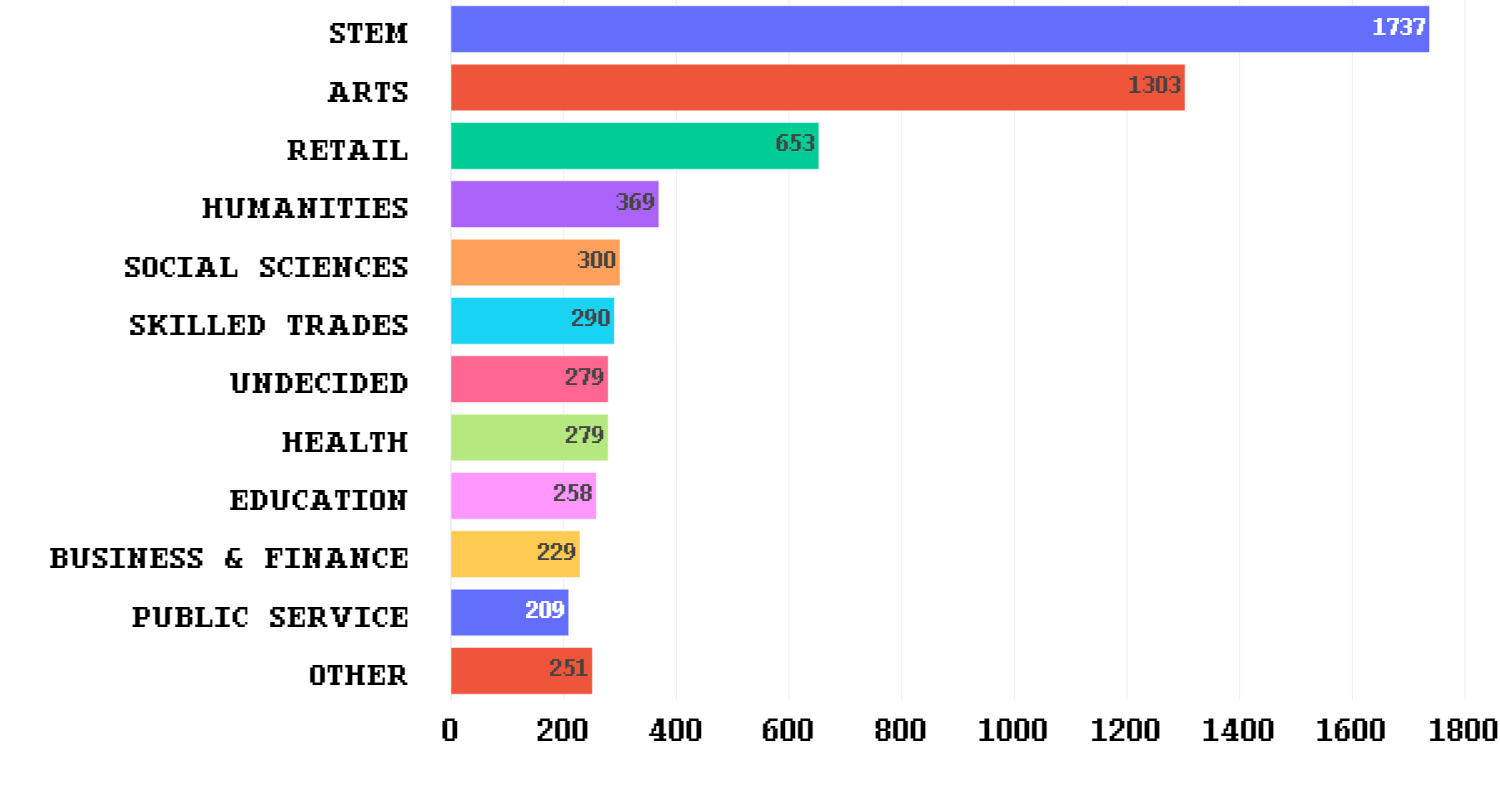 STEM 1737
ARTS 1303
RETAIL 653
HUMANITIES 369
SOCIAL SCIENCES 300
SKILLED TRADES 290
UNDECIDED 279
HEALTH 279
EDUCATION 258
BUSINESS & FINANCE 229
PUBLIC SERVICE 209
OTHER 251
0 200 400 600 800 1000 1200 1400 1600 1800